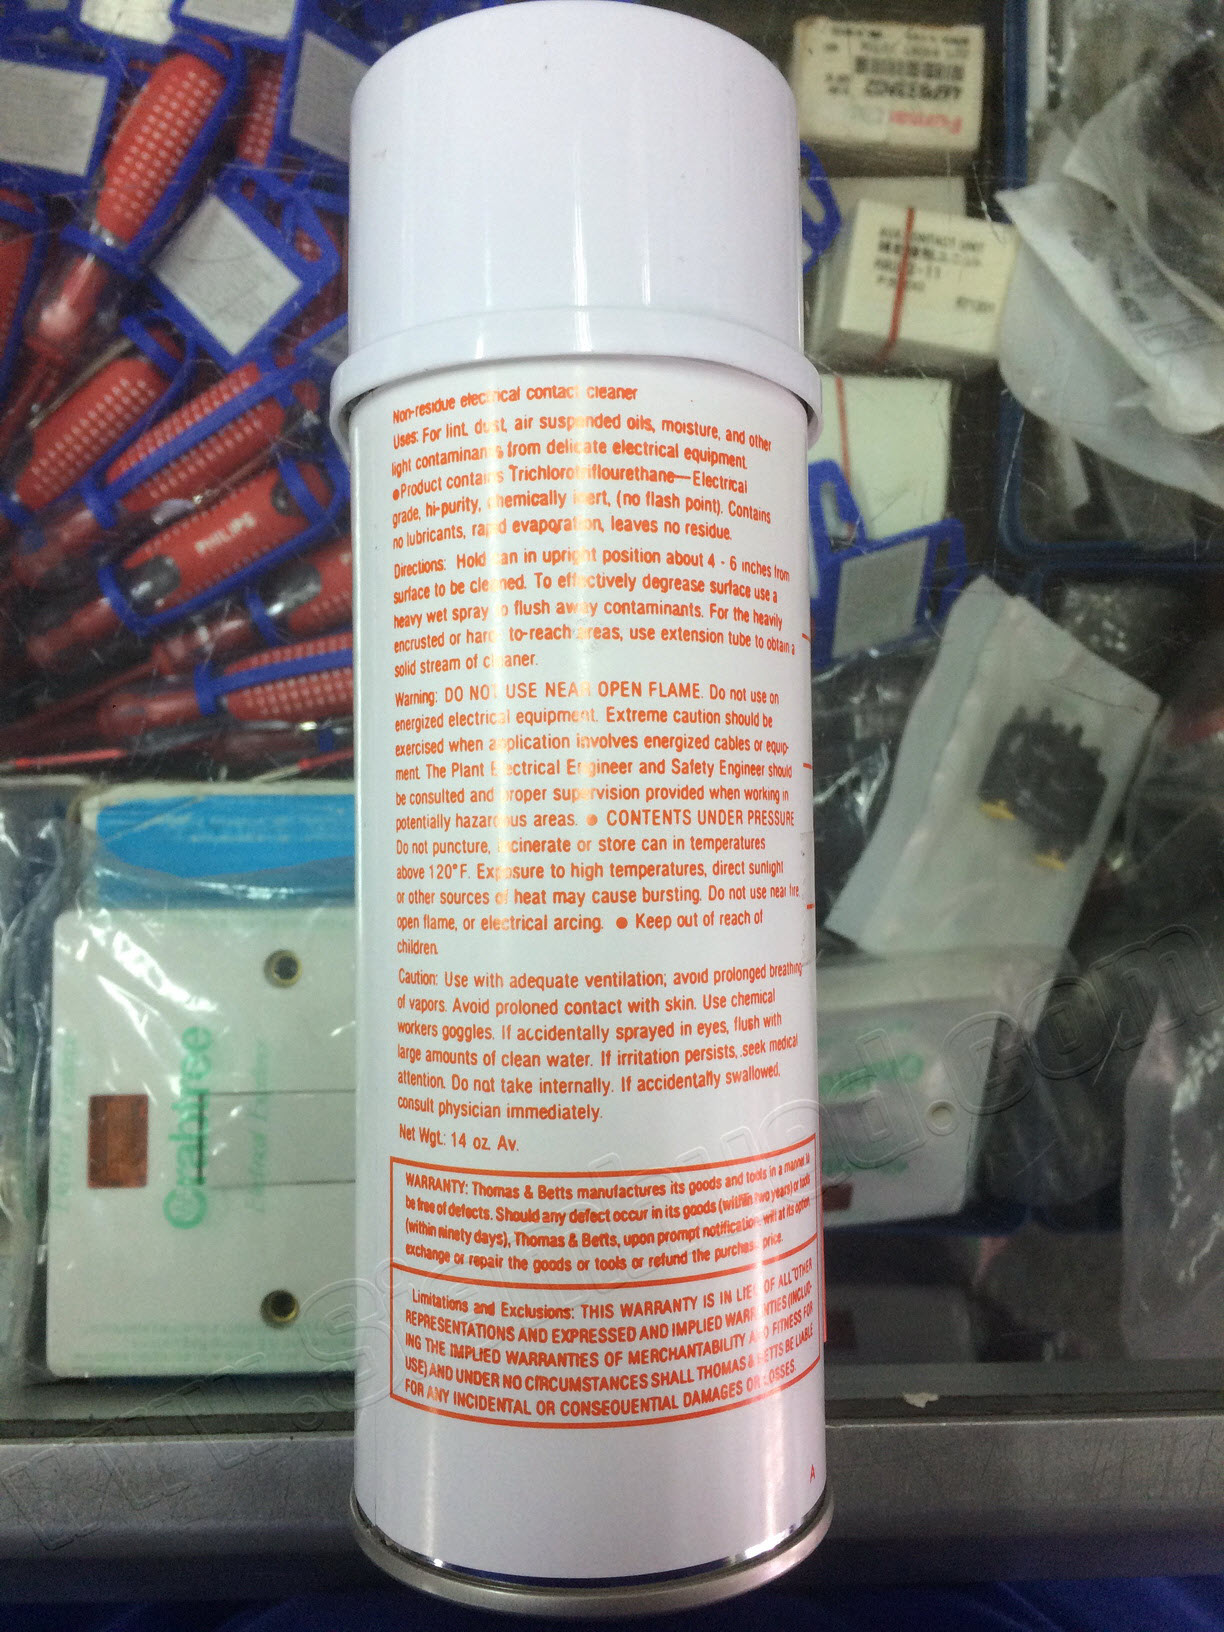 Non-residue electrical contact cleaner
Uses: For lint, dust, air suspended oils, moisture, and other
light contaminants from delicate electrical equipment.
●Product contains Trichlorotriflourethane—Electrical
grade, hi-purity, chemically inert, (no flash point). Contains
no lubricants, rapid evaporation, leaves no residue.
Directions: Hold can in upright position about 4 - 6 inches from
surface to be cleaned. To effectively degrease surface use a
heavy wet spray to flush away contaminants. For the heavily
encrusted or hard to-reach areas, use extension tube to obtain a
solid stream of cleaner.
Warning: DO NOT USE NEAR OPEN FLAME. Do not use on
energized electrical equipment. Extreme caution should be
exercised when application involves energized cables or equip-
ment. The Plant Electrical Engineer and Safety Engineer should
be consulted and proper supervision provided when working in
potentially hazardous areas. ● CONTENTS UNDER PRESSURE
Do not puncture, incinerate or store can in temperatures
above 120°F. Exposure to high temperatures, direct sunlight
or other sources of heat may cause bursting. Do not use near fire,
open flame, or electrical arcing. ● Keep out of reach of
children.
Caution: Use with adequate ventilation; avoid prolonged breathing
of vapors. Avoid proloned contact with skin. Use chemical
workers goggles. If accidentally sprayed in eyes, flush with
large amounts of clean water. If irritation persists, seek medical
attention. Do not take internally. If accidentally swallowed,
consult physician immediately.
Net Wgt.: 14 oz. Av.
WARRANTY: Thomas & Betts manufactures its goods and tools in a manner to
be free of defects. Should any defect occur in its goods (within two years) or tools
(within ninety days), Thomas & Betts, upon prompt notification, will at its option
exchange or repair the goods or tools or refund the purchase price.
Limitations and Exclusions: THIS WARRANTY IS IN LIEU OF ALL OTHER
REPRESENTATIONS AND EXPRESSED AND IMPLIED WARRANTIES (INCLUD-
ING THE IMPLIED WARRANTIES OF MERCHANTABILITY AND FITNESS FOR
USE) AND UNDER NO CIRCUMSTANCES SHALL THOMAS & BETTS BE LIABLE
FOR ANY INCIDENTAL OR CONSEQUENTIAL DAMAGES OR LOSSES.
A
PHILIPS
Crabtree
AUX CONTACT UNIT